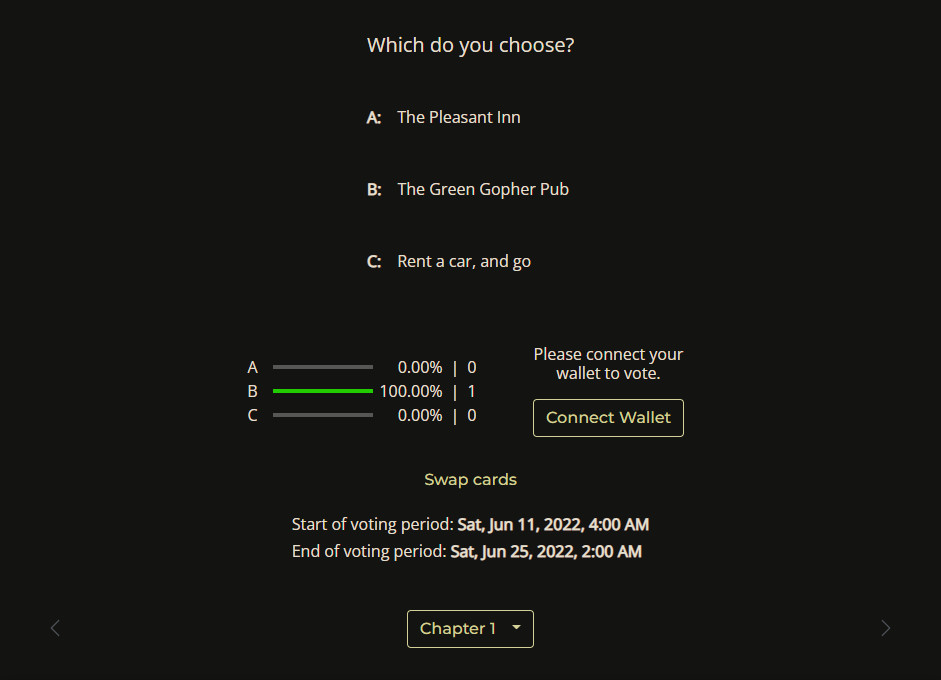 Which do you choose?
A: The Pleasant Inn
B: The Green Gopher Pub
C: Rent a car, and go
A 0.00% | 0
B 100.00% | 1
C 0.00% | 0
Please connect your
wallet to vote.
Connect Wallet
Swap cards
Start of voting period: Sat, Jun 11, 2022, 4:00 AM
End of voting period: Sat, Jun 25, 2022, 2:00 AM
Chapter 1